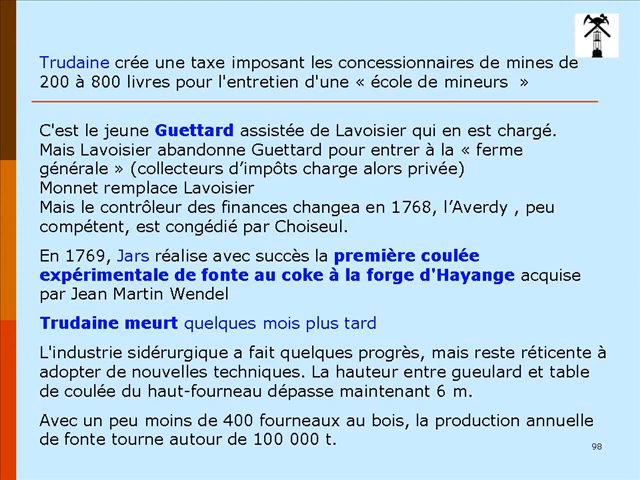 Trudaine crée une taxe imposant les concessionnaires de mines de
200 à 800 livres pour l'entretien d'une « école de mineurs  »
C'est le jeune Guettard assistée de Lavoisier qui en est chargé.
Mais Lavoisier abandonne Guettard pour entrer à la « ferme
générale » (collecteurs d’impôts charge alors privée)
Monnet remplace Lavoisier
Mais le contrôleur des finances changea en 1768, l’Averdy , peu
compétent, est congédié par Choiseul.
En 1769, Jars réalise avec succès la première coulée
expérimentale de fonte au coke à la forge d'Hayange acquise
par Jean Martin Wendel
Trudaine meurt quelques mois plus tard
L'industrie sidérurgique a fait quelques progrès, mais reste réticente à
adopter de nouvelles techniques. La hauteur entre gueulard et table
de coulée du haut-fourneau dépasse maintenant 6 m.
Avec un peu moins de 400 fourneaux au bois, la production annuelle
de fonte tourne autour de 100 000 t.
98